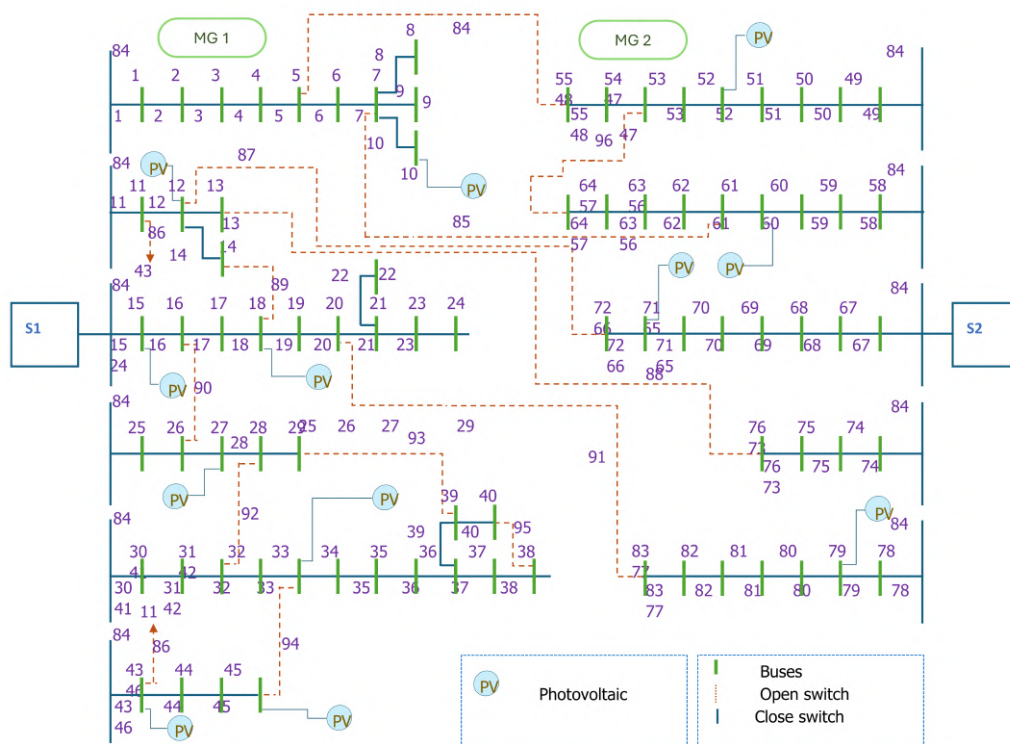 MG 1
MG 2
84 8 84 PV 84
1 2 3 4 5 6 7 8 55 54 53 52 51 50 49
9 9 48 47
1 2 3 4 5 6 7 55 96 47 53 52 51 50 49
48
10 10
84 PV 87 PV 84
11 12 13 64 63 62 61 60 59 58
57 56
11 12 13 85 64 63 62 61 60 59 58
86 57 56
14 14
43 PV PV
84 89 22 22 84
15 16 17 18 19 20 21 23 24 72 71 70 69 68 67
66 65
S1 S2
15 16 17 18 19 20 21 23 72 71 70 69 68 67
24 66 65
88
PV PV
90
84 84
25 26 27 28 29 25 26 27 93 29 76 75 74
28 73
91 76 75 74
73
PV PV PV
84 92 39 40 84
39 40 95
30 31 32 33 34 35 36 37 38 83 82 81 80 79 78
41 42 77
30 31 32 33 35 36 37 38 83 82 81 80 79 78
41 42 77
11
84 86 94
43 44 45
46
43 44 45
46
PV PV
PV Photovoltaic
Buses
Open switch
Close switch